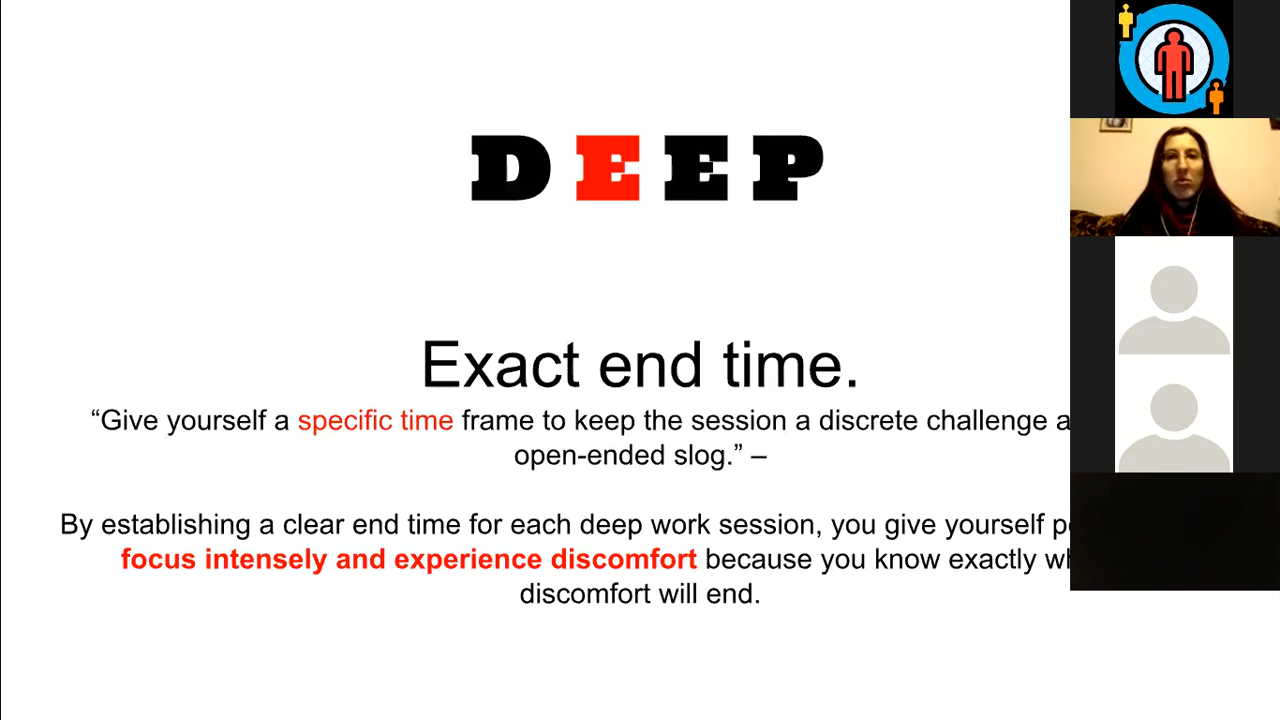 DEEP
Exact end time.
“Give yourself a specific time frame to keep the session a discrete challenge
open-ended slog.” –
By establishing a clear end time for each deep work session, you give yourself
focus intensely and experience discomfort because you know exactly
discomfort will end.